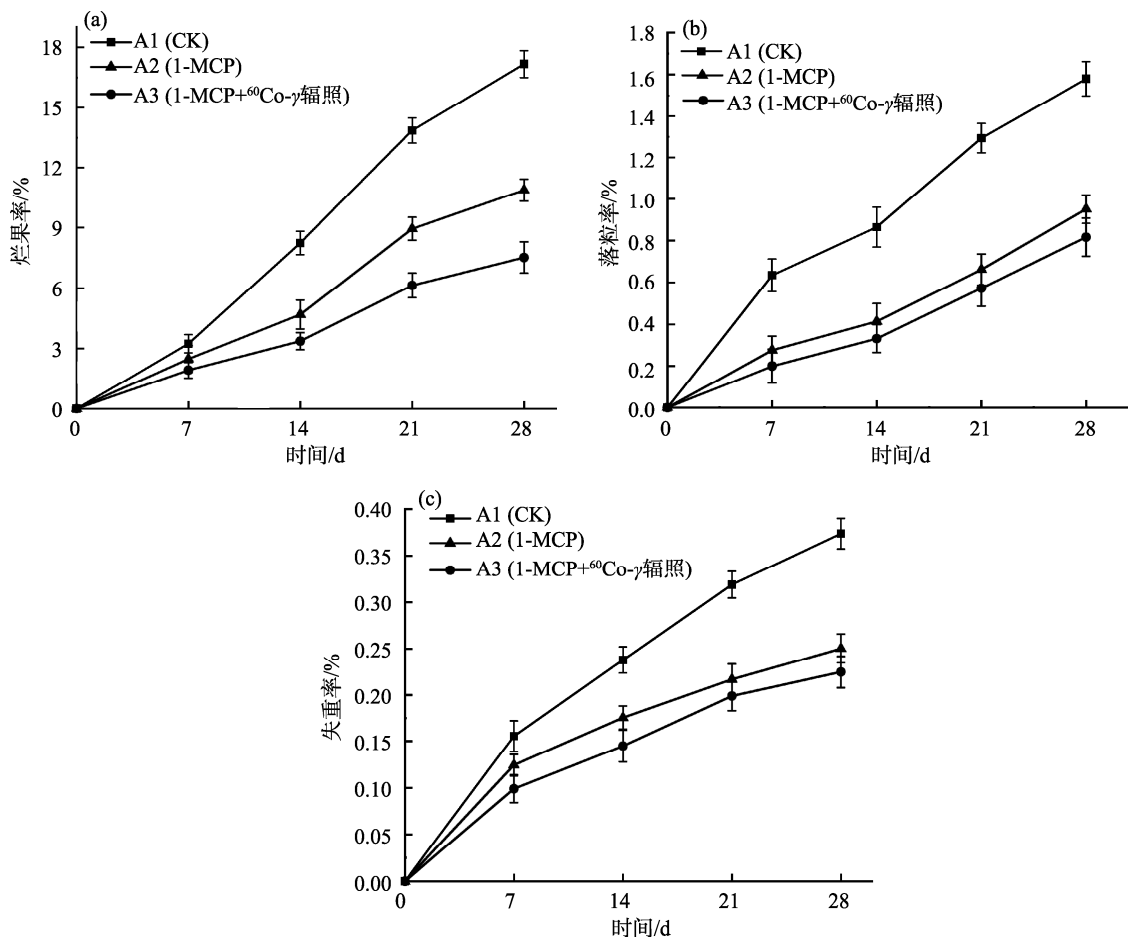 (a)
A1 (CK)
A2 (1-MCP)
A3 (1-MCP+⁶⁰Co-γ辐照)
18
15
12
9
6
3
0
烂果率/%
0 7 14 21 28
时间/d
(b)
A1 (CK)
A2 (1-MCP)
A3 (1-MCP+⁶⁰Co-γ辐照)
1.8
1.6
1.4
1.2
1.0
0.8
0.6
0.4
0.2
0.0
落粒率/%
0 7 14 21 28
时间/d
(c)
A1 (CK)
A2 (1-MCP)
A3 (1-MCP+⁶⁰Co-γ辐照)
0.40
0.35
0.30
0.25
0.20
0.15
0.10
0.05
0.00
失重率/%
0 7 14 21 28
时间/d